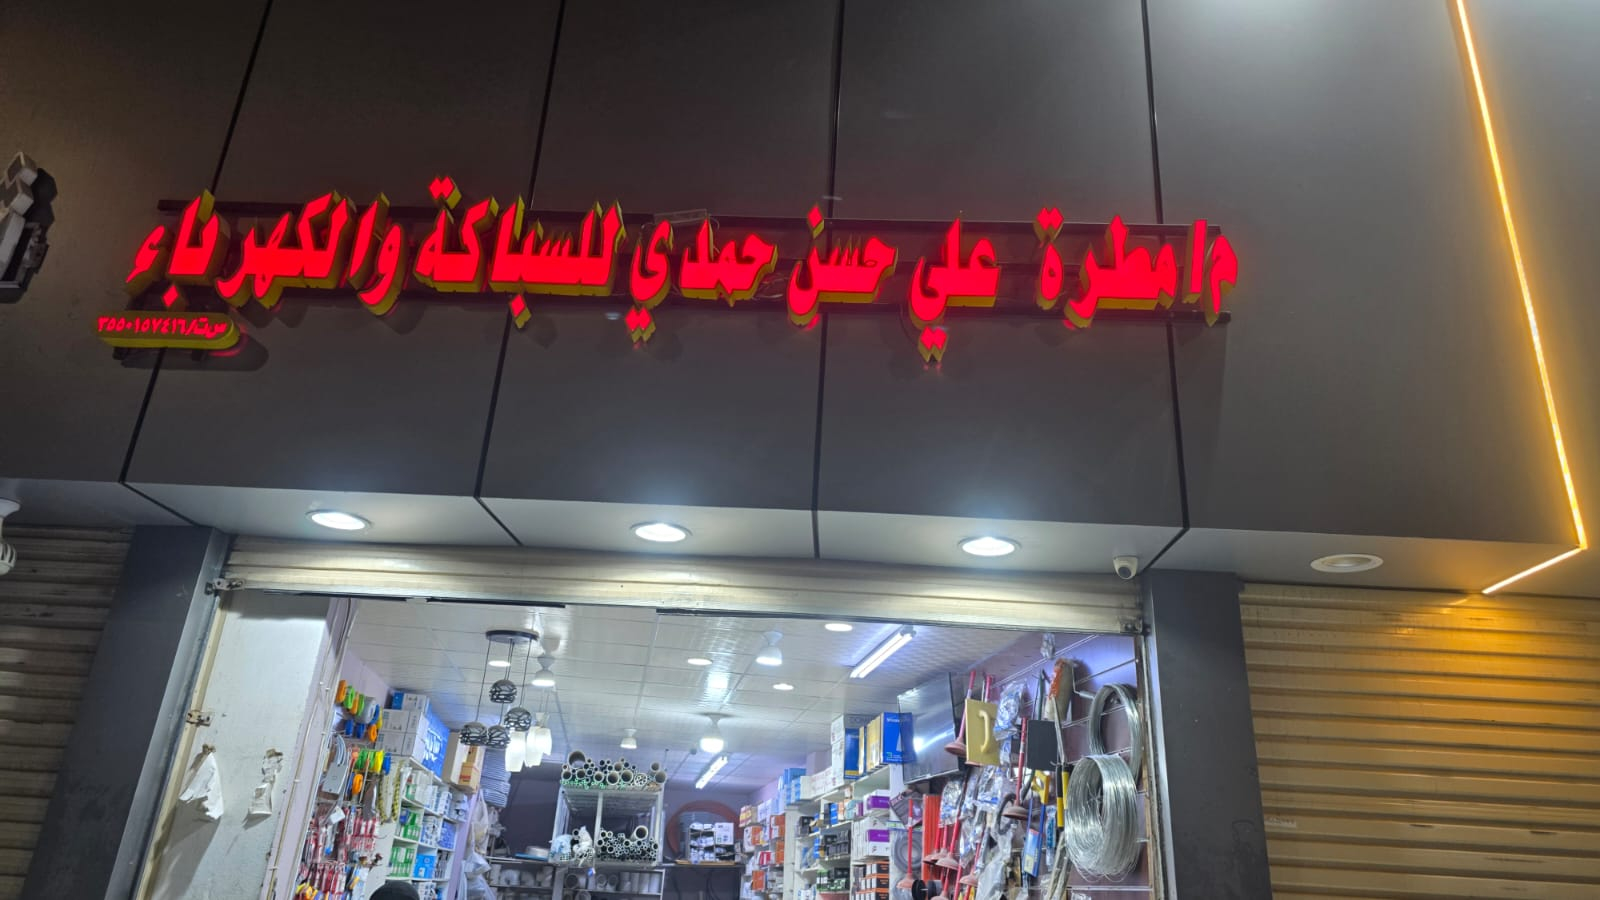 م/ مطرة علي حسن حمدي للسباكة والكهرباء
س ت/٣٥٥٠١٥٧٤١٦